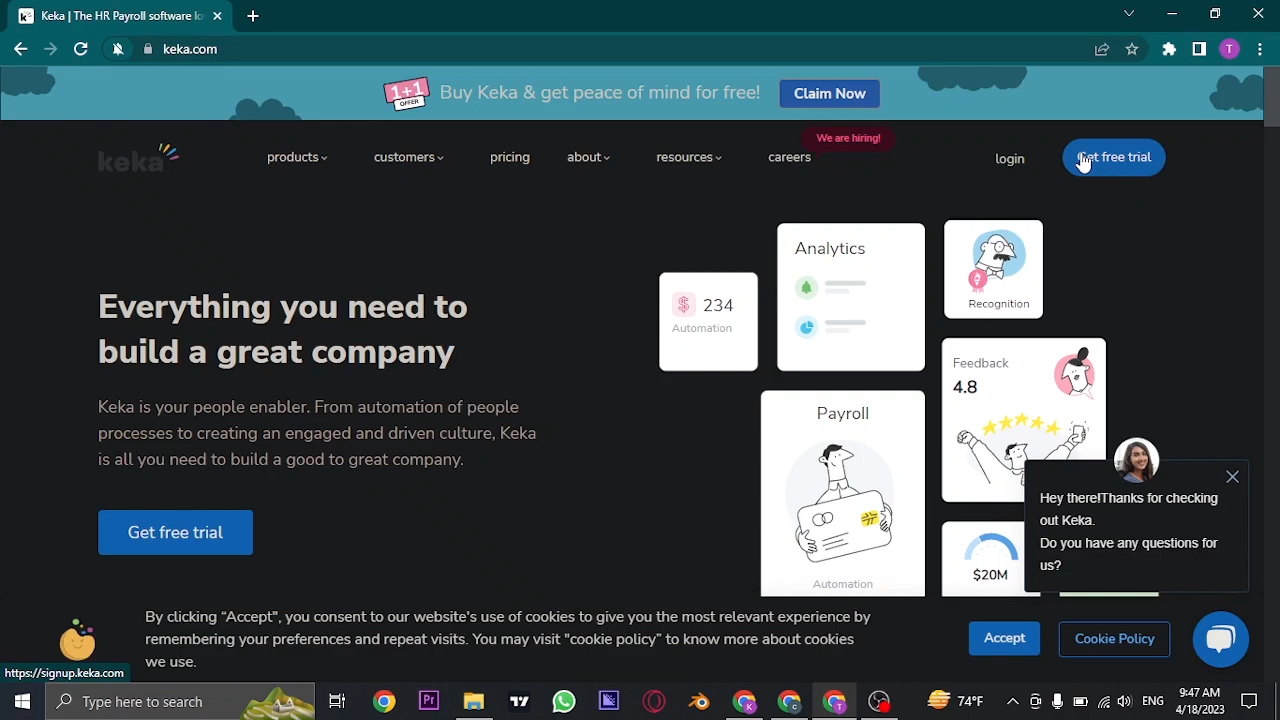 Keka | The HR Payroll software lo
keka.com
1+1
OFFER
Buy Keka & get peace of mind for free!
Claim Now
We are hiring!
keka
products
customers
pricing
about
resources
careers
login
Get free trial
Everything you need to
build a great company
Keka is your people enabler. From automation of people
processes to creating an engaged and driven culture, Keka
is all you need to build a good to great company.
Get free trial
$ 234
Automation
Analytics
Recognition
Feedback
4.8
Payroll
Automation
$20M
Hey there!Thanks for checking
out Keka.
Do you have any questions for
us?
By clicking “Accept", you consent to our website's use of cookies to give you the most relevant experience by
remembering your preferences and repeat visits. You may visit "cookie policy” to know more about cookies
we use.
Accept
Cookie Policy
https://signup.keka.com
Type here to search
Pr
K
C
T
74°F
ENG
9:47 AM
4/18/2023